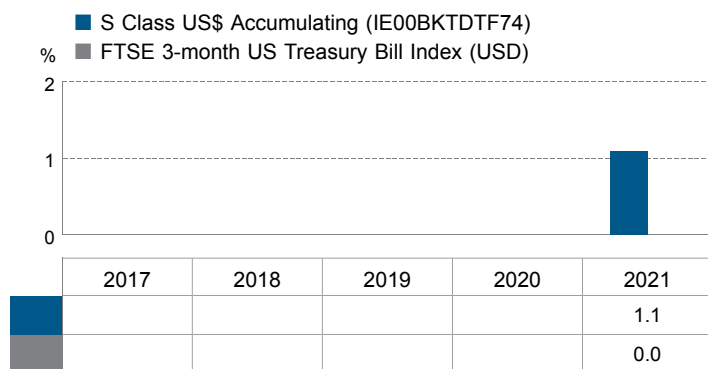 S Class US$ Accumulating (IE00BKTDTF74)
% FTSE 3-month US Treasury Bill Index (USD)
2
1
0
2017 2018 2019 2020 2021
1.1
0.0